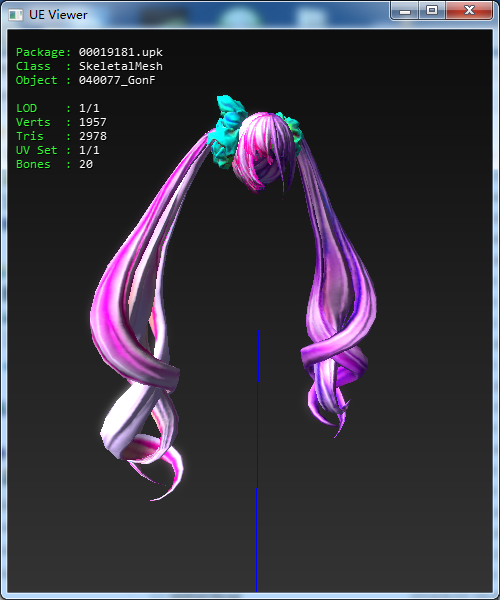 UE Viewer
Package: 00019181.upk
Class : SkeletalMesh
Object : 040077_GonF
LOD : 1/1
Verts : 1957
Tris : 2978
UV Set : 1/1
Bones : 20